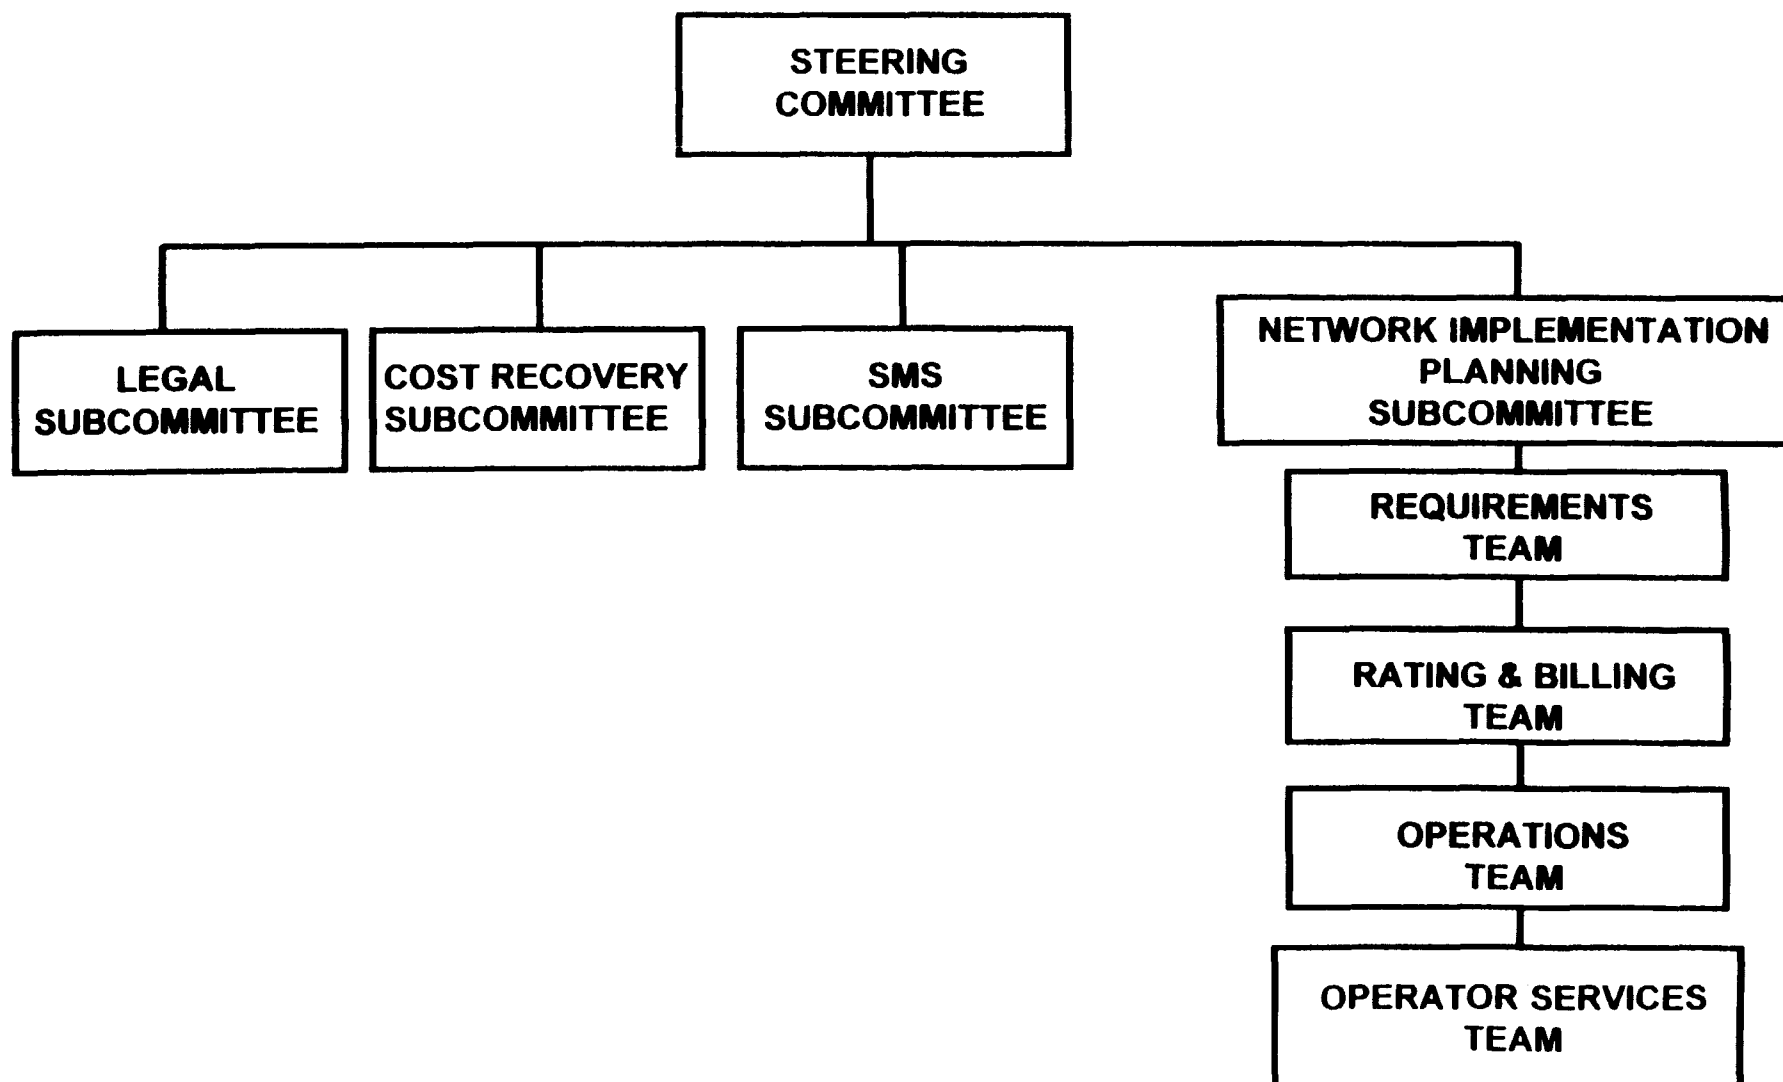 STEERING
COMMITTEE
LEGAL
SUBCOMMITTEE
COST RECOVERY
SUBCOMMITTEE
SMS
SUBCOMMITTEE
NETWORK IMPLEMENTATION
PLANNING
SUBCOMMITTEE
REQUIREMENTS
TEAM
RATING & BILLING
TEAM
OPERATIONS
TEAM
OPERATOR SERVICES
TEAM